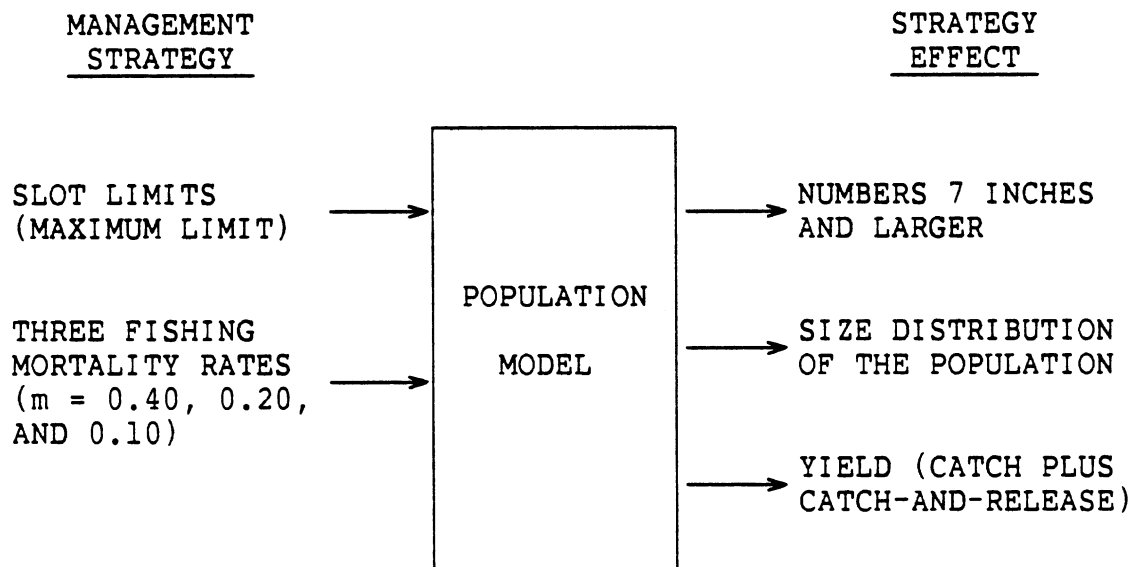 MANAGEMENT
STRATEGY
SLOT LIMITS
(MAXIMUM LIMIT)
THREE FISHING
MORTALITY RATES
(m = 0.40, 0.20,
AND 0.10)
POPULATION
MODEL
STRATEGY
EFFECT
NUMBERS 7 INCHES
AND LARGER
SIZE DISTRIBUTION
OF THE POPULATION
YIELD (CATCH PLUS
CATCH-AND-RELEASE)